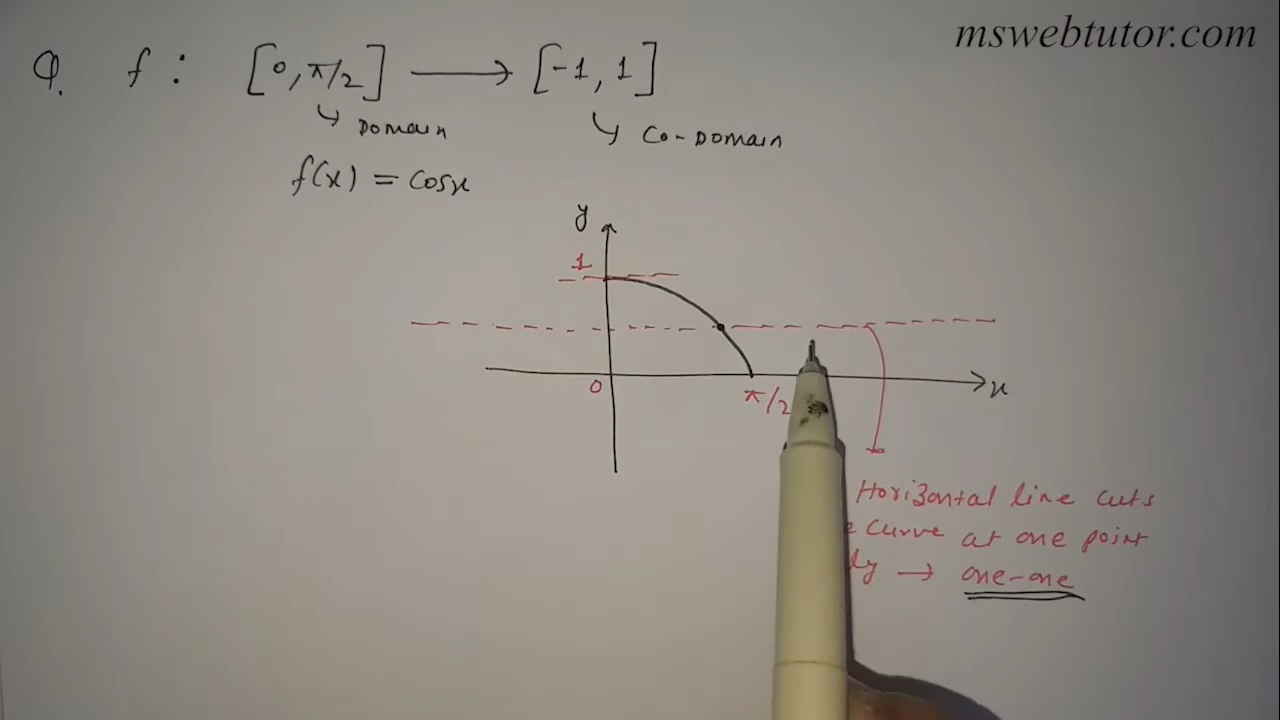 mswebtutor.com
Q. f : [0, π/2] ⟶ [-1, 1]
Domain
Co-Domain
f(x) = cosx
y
1
0
π/2
x
Horizontal line cuts
curve at one point
→ one-one